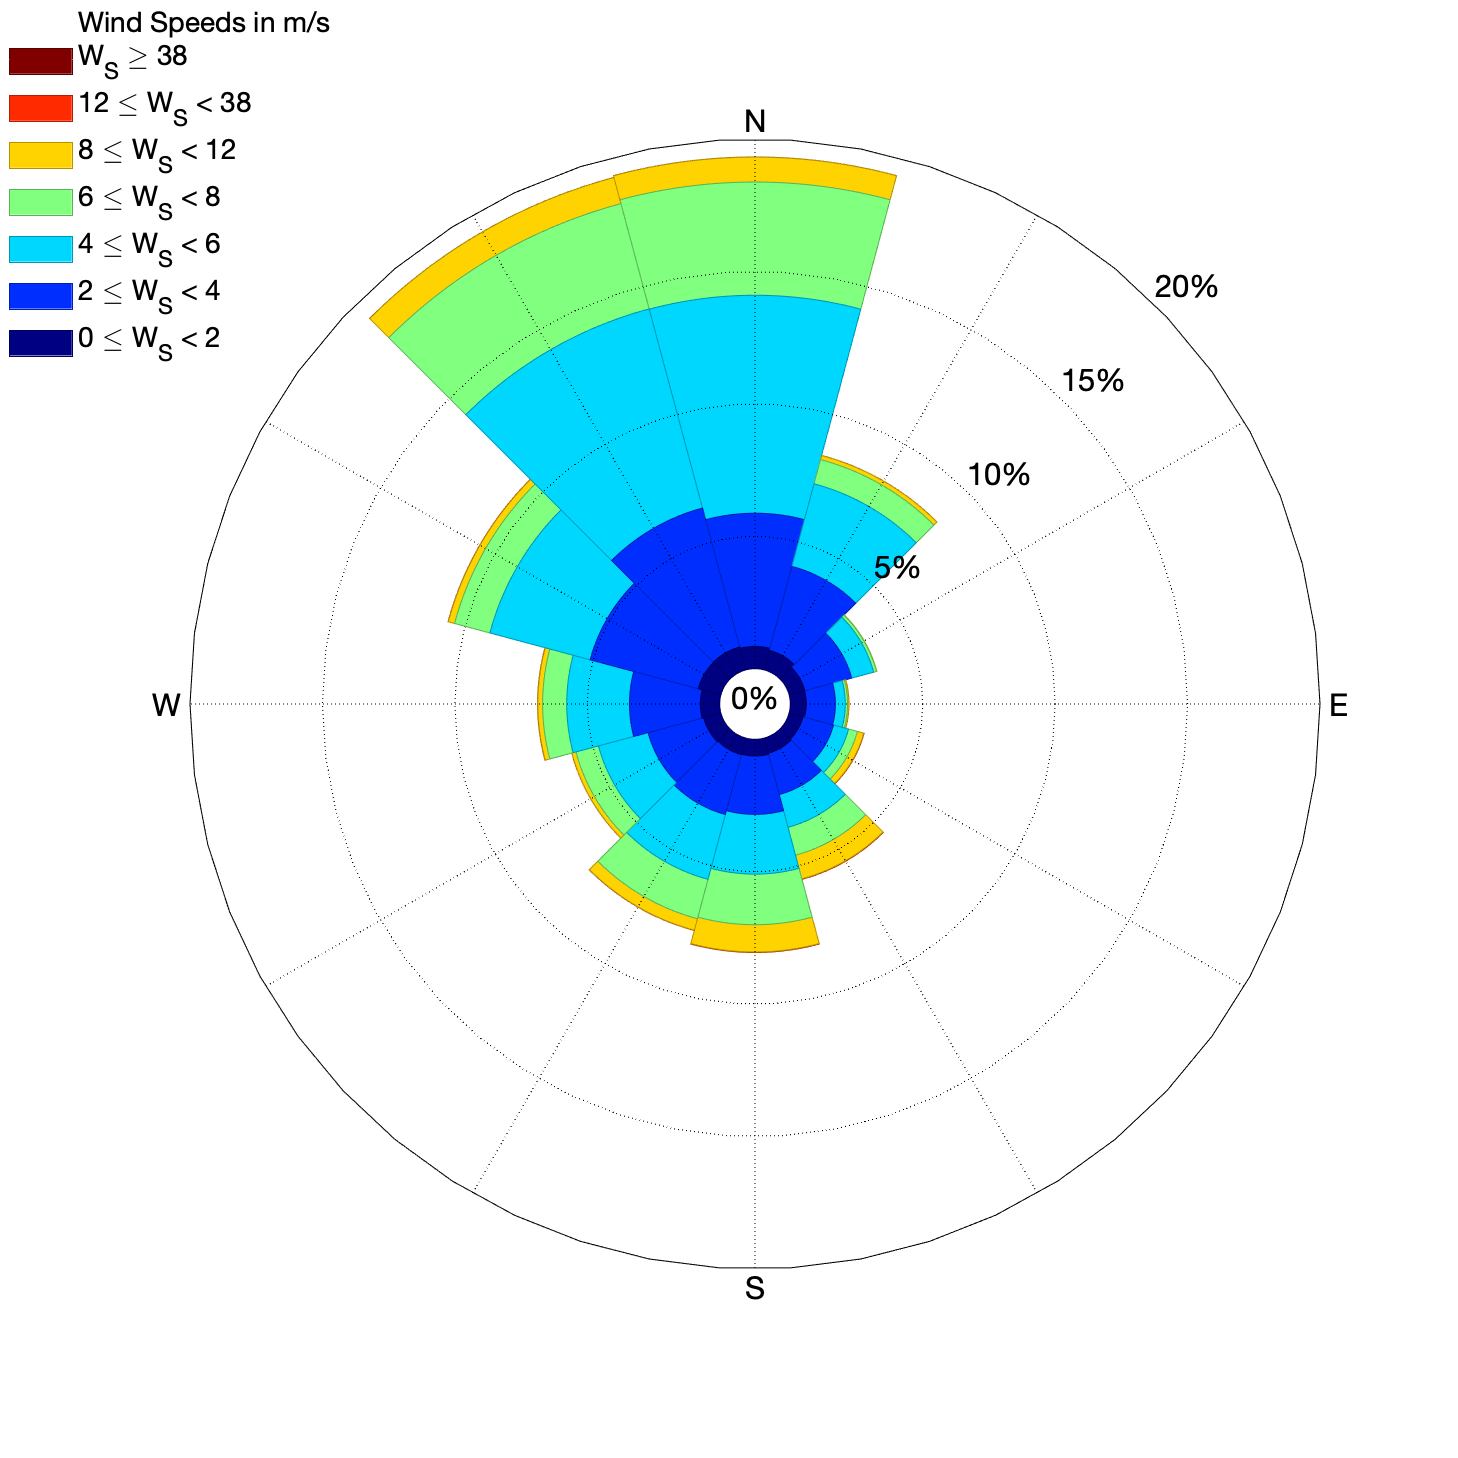 Wind Speeds in m/s
W_S ≥ 38
12 ≤ W_S < 38
8 ≤ W_S < 12
6 ≤ W_S < 8
4 ≤ W_S < 6
2 ≤ W_S < 4
0 ≤ W_S < 2
N
20%
15%
10%
5%
0%
W
E
S